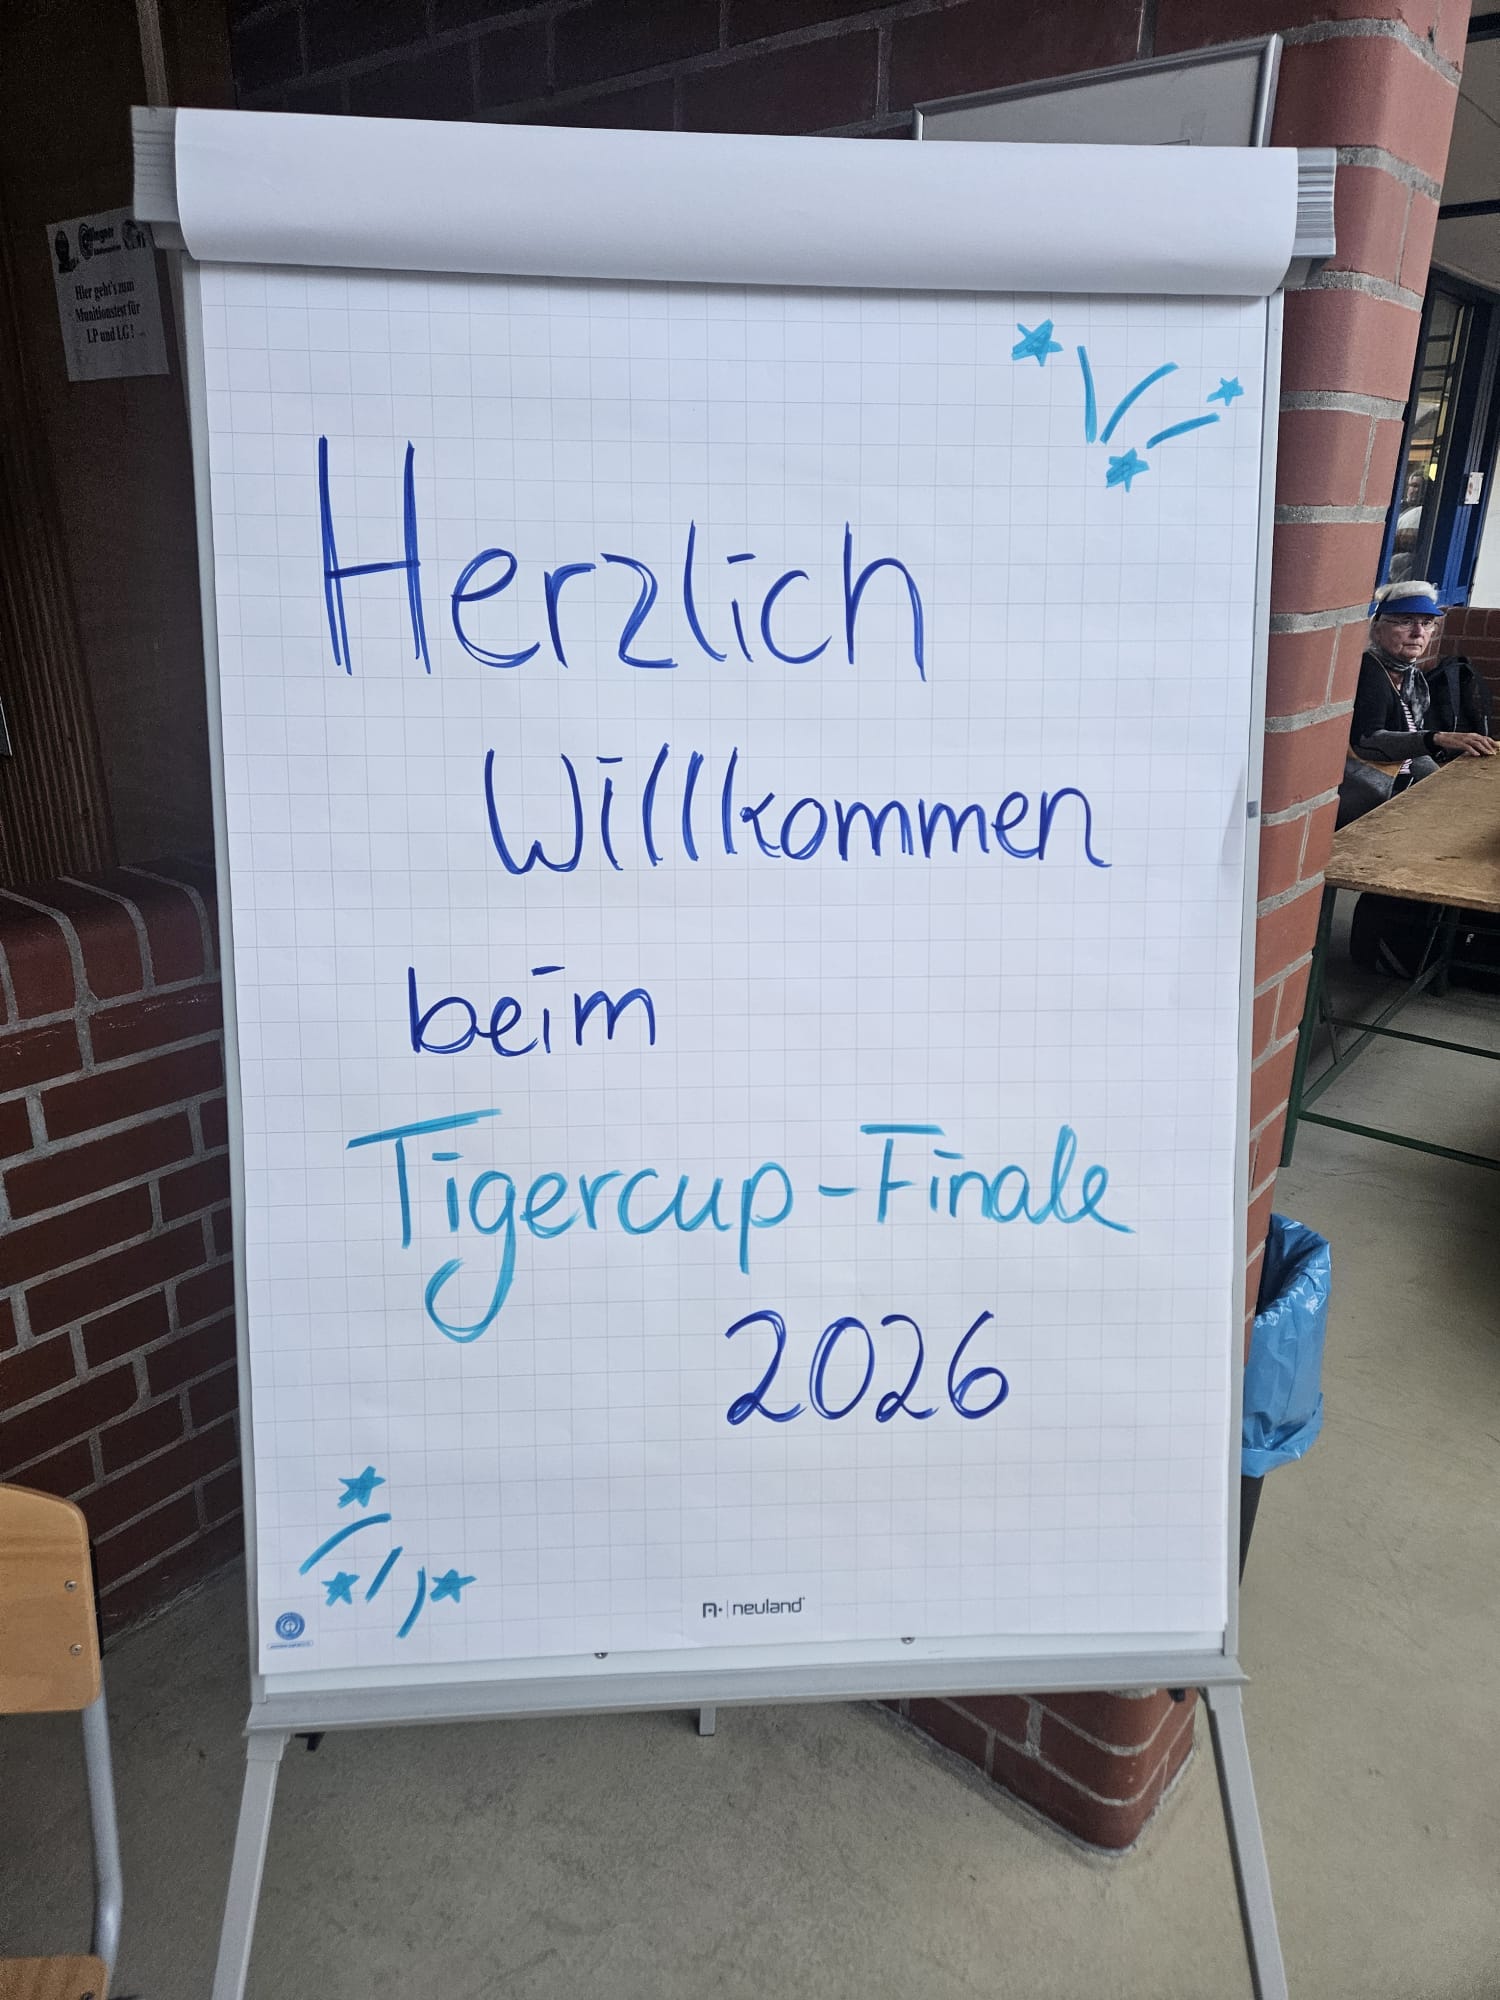 Hier geht's zum
Munitionstest für
LP und LG!
Herzlich
Willkommen
beim
Tigercup-Finale
2026
neuland